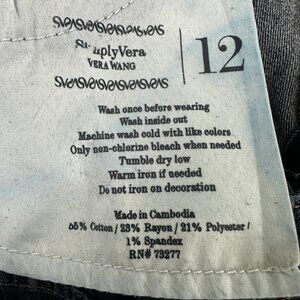 SimplyVera
VERA WANG
12
Wash once before wearing
Wash inside out
Machine wash cold with like colors
Only non-chlorine bleach when needed
Tumble dry low
Warm iron if needed
Do not iron on decoration
Made in Cambodia
55% Cotton / 23% Rayon / 21% Polyester /
1% Spandex
RN# 73277